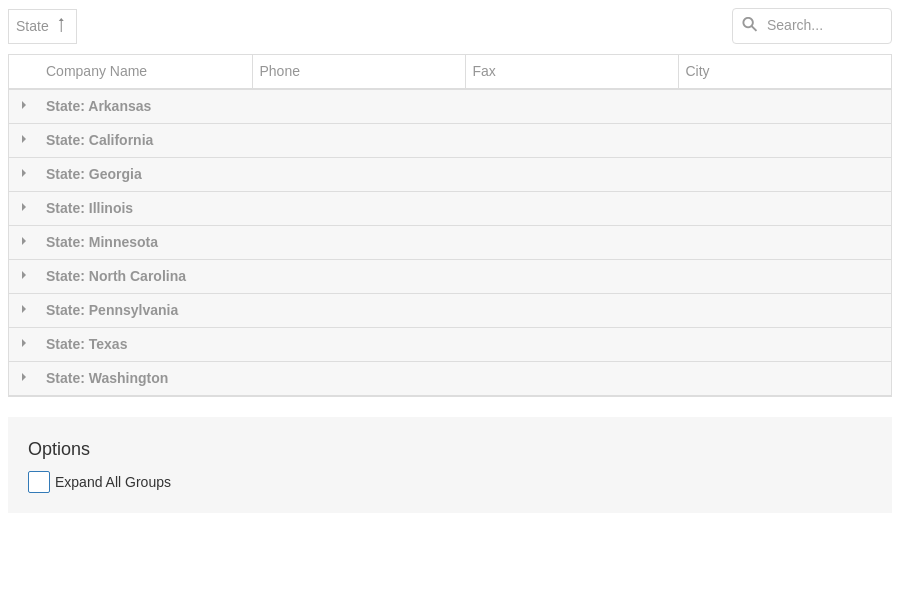 State
Search...
Company Name Phone Fax City
State: Arkansas
State: California
State: Georgia
State: Illinois
State: Minnesota
State: North Carolina
State: Pennsylvania
State: Texas
State: Washington
Options
Expand All Groups